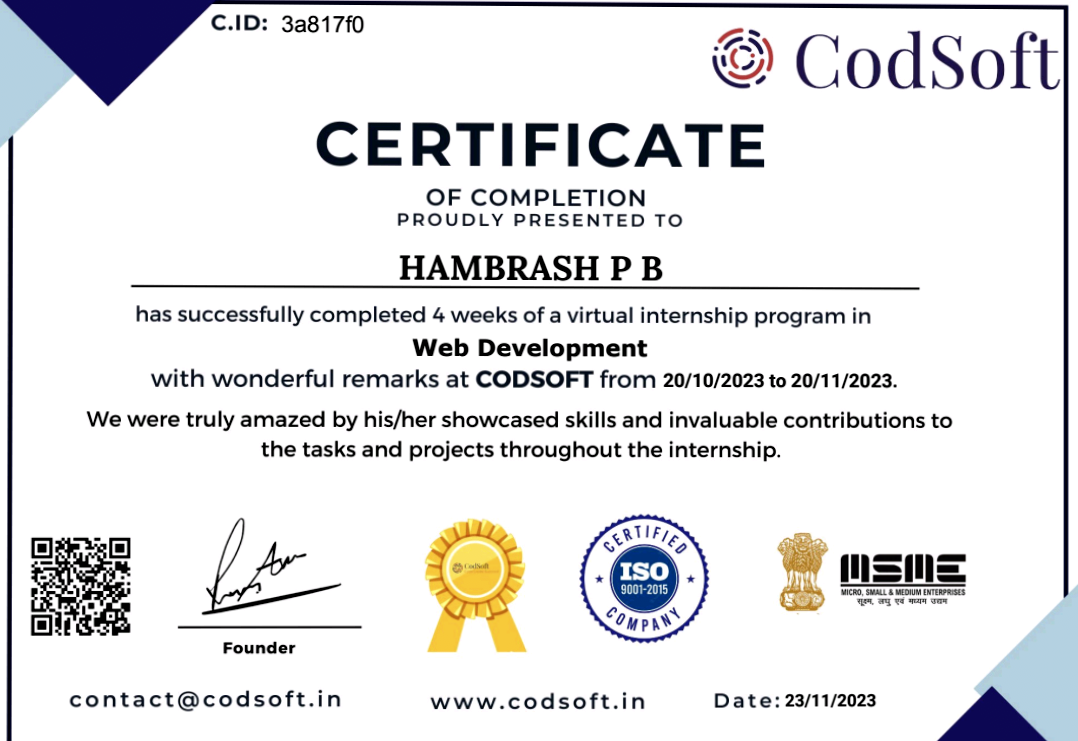 C.ID: 3a817f0
CodSoft
CERTIFICATE
OF COMPLETION
PROUDLY PRESENTED TO
HAMBRASH P B
has successfully completed 4 weeks of a virtual internship program in
Web Development
with wonderful remarks at CODSOFT from 20/10/2023 to 20/11/2023.
We were truly amazed by his/her showcased skills and invaluable contributions to
the tasks and projects throughout the internship.
Founder
CodSoft
CERTIFIED
ISO
9001-2015
COMPANY
MSME
MICRO, SMALL & MEDIUM ENTERPRISES
सूक्ष्म, लघु एवं मध्यम उद्यम
contact@codsoft.in
www.codsoft.in
Date: 23/11/2023